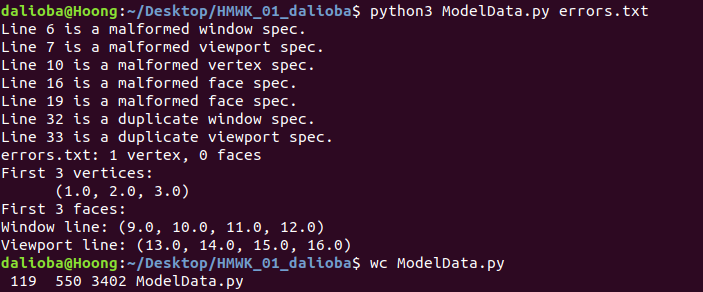 dalioba@Hoong:~/Desktop/HMWK_01_dalioba$ python3 ModelData.py errors.txt
Line 6 is a malformed window spec.
Line 7 is a malformed viewport spec.
Line 10 is a malformed vertex spec.
Line 16 is a malformed face spec.
Line 19 is a malformed face spec.
Line 32 is a duplicate window spec.
Line 33 is a duplicate viewport spec.
errors.txt: 1 vertex, 0 faces
First 3 vertices:
      (1.0, 2.0, 3.0)
First 3 faces:
Window line: (9.0, 10.0, 11.0, 12.0)
Viewport line: (13.0, 14.0, 15.0, 16.0)
dalioba@Hoong:~/Desktop/HMWK_01_dalioba$ wc ModelData.py
 119  550 3402 ModelData.py